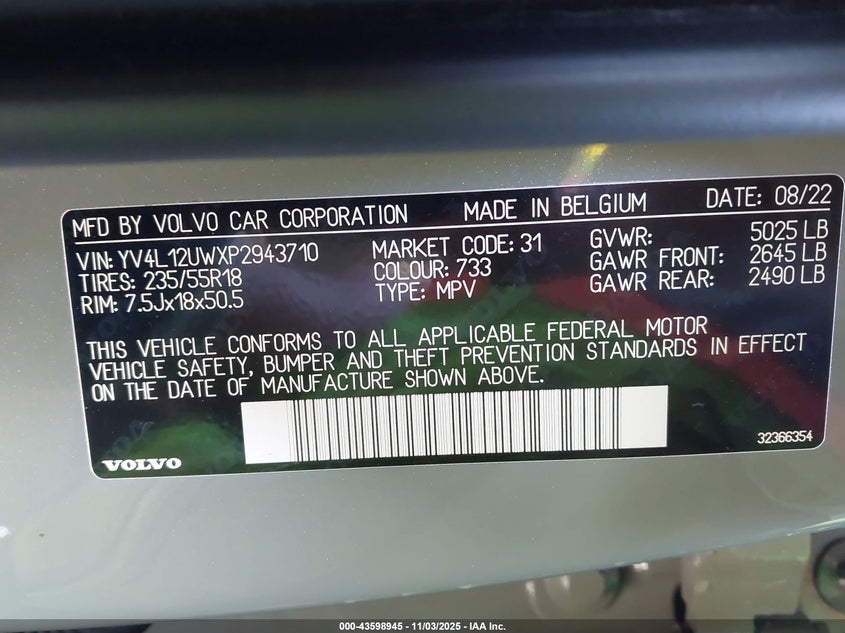 MFD BY VOLVO CAR CORPORATION MADE IN BELGIUM DATE: 08/22
VIN: YV4L12UWXP2943710 MARKET CODE: 31 GVWR: 5025 LB
TIRES: 235/55R18 COLOUR: 733 GAWR FRONT: 2645 LB
RIM: 7.5Jx18x50.5 TYPE: MPV GAWR REAR: 2490 LB
THIS VEHICLE CONFORMS TO ALL APPLICABLE FEDERAL MOTOR
VEHICLE SAFETY, BUMPER AND THEFT PREVENTION STANDARDS IN EFFECT
ON THE DATE OF MANUFACTURE SHOWN ABOVE.
VOLVO 32366354
000-43598945 - 11/03/2025 - IAA Inc.